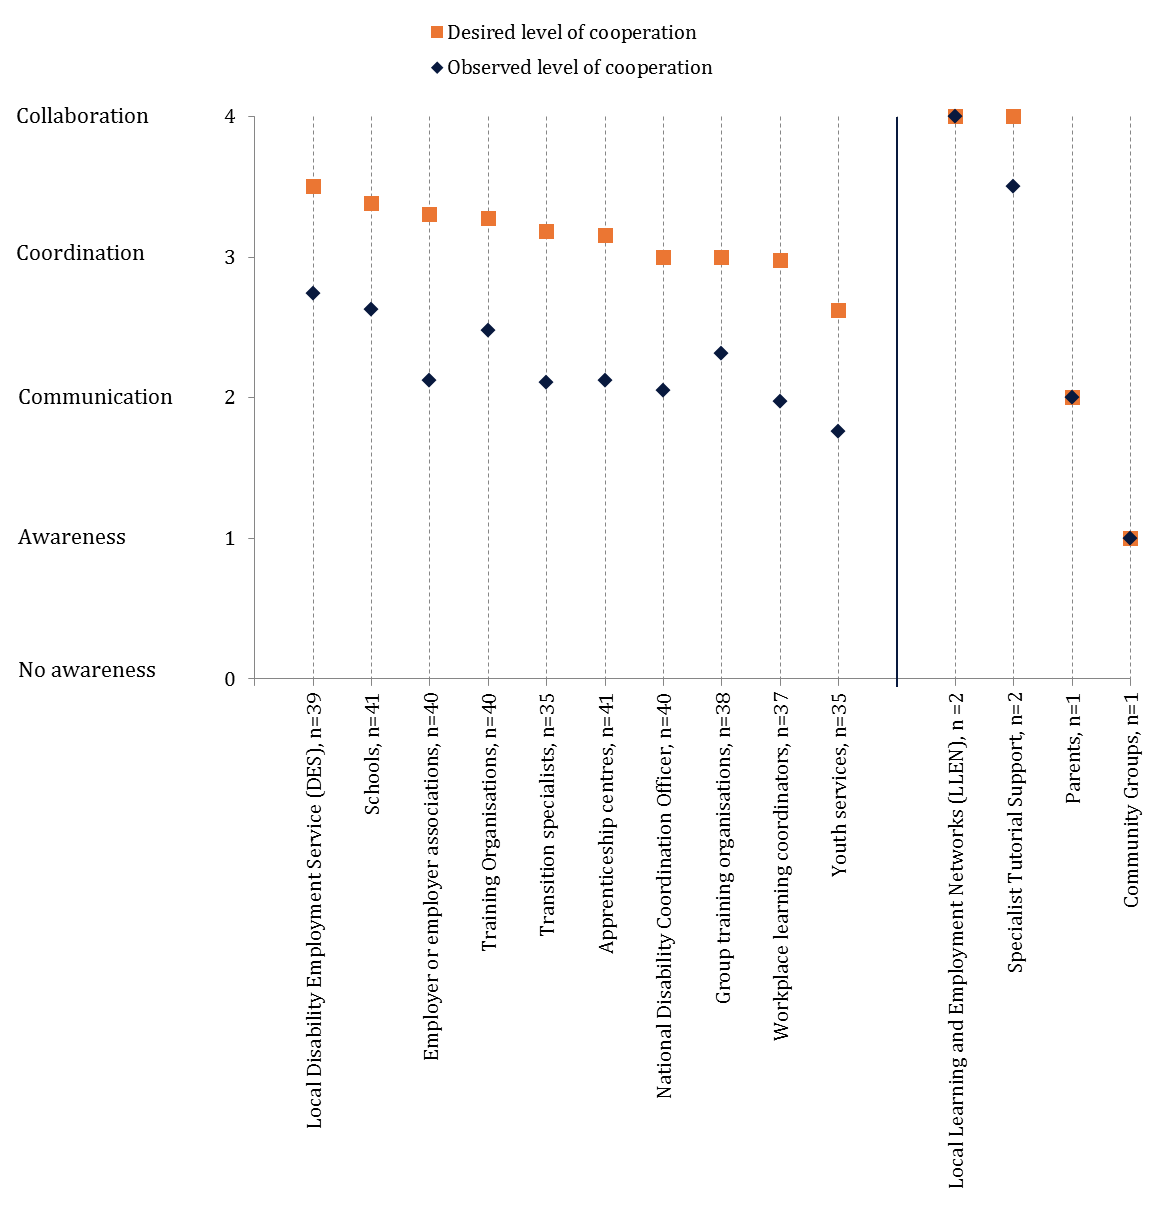 Desired level of cooperation
Observed level of cooperation
Collaboration
4
Coordination
3
Communication
2
Awareness
1
No awareness
0
Local Disability Employment Service (DES), n=39
Schools, n=41
Employer or employer associations, n=40
Training Organisations, n=40
Transition specialists, n=35
Apprenticeship centres, n=41
National Disability Coordination Officer, n=40
Group training organisations, n=38
Workplace learning coordinators, n=37
Youth services, n=35
Local Learning and Employment Networks (LLEN), n =2
Specialist Tutorial Support, n=2
Parents, n=1
Community Groups, n=1